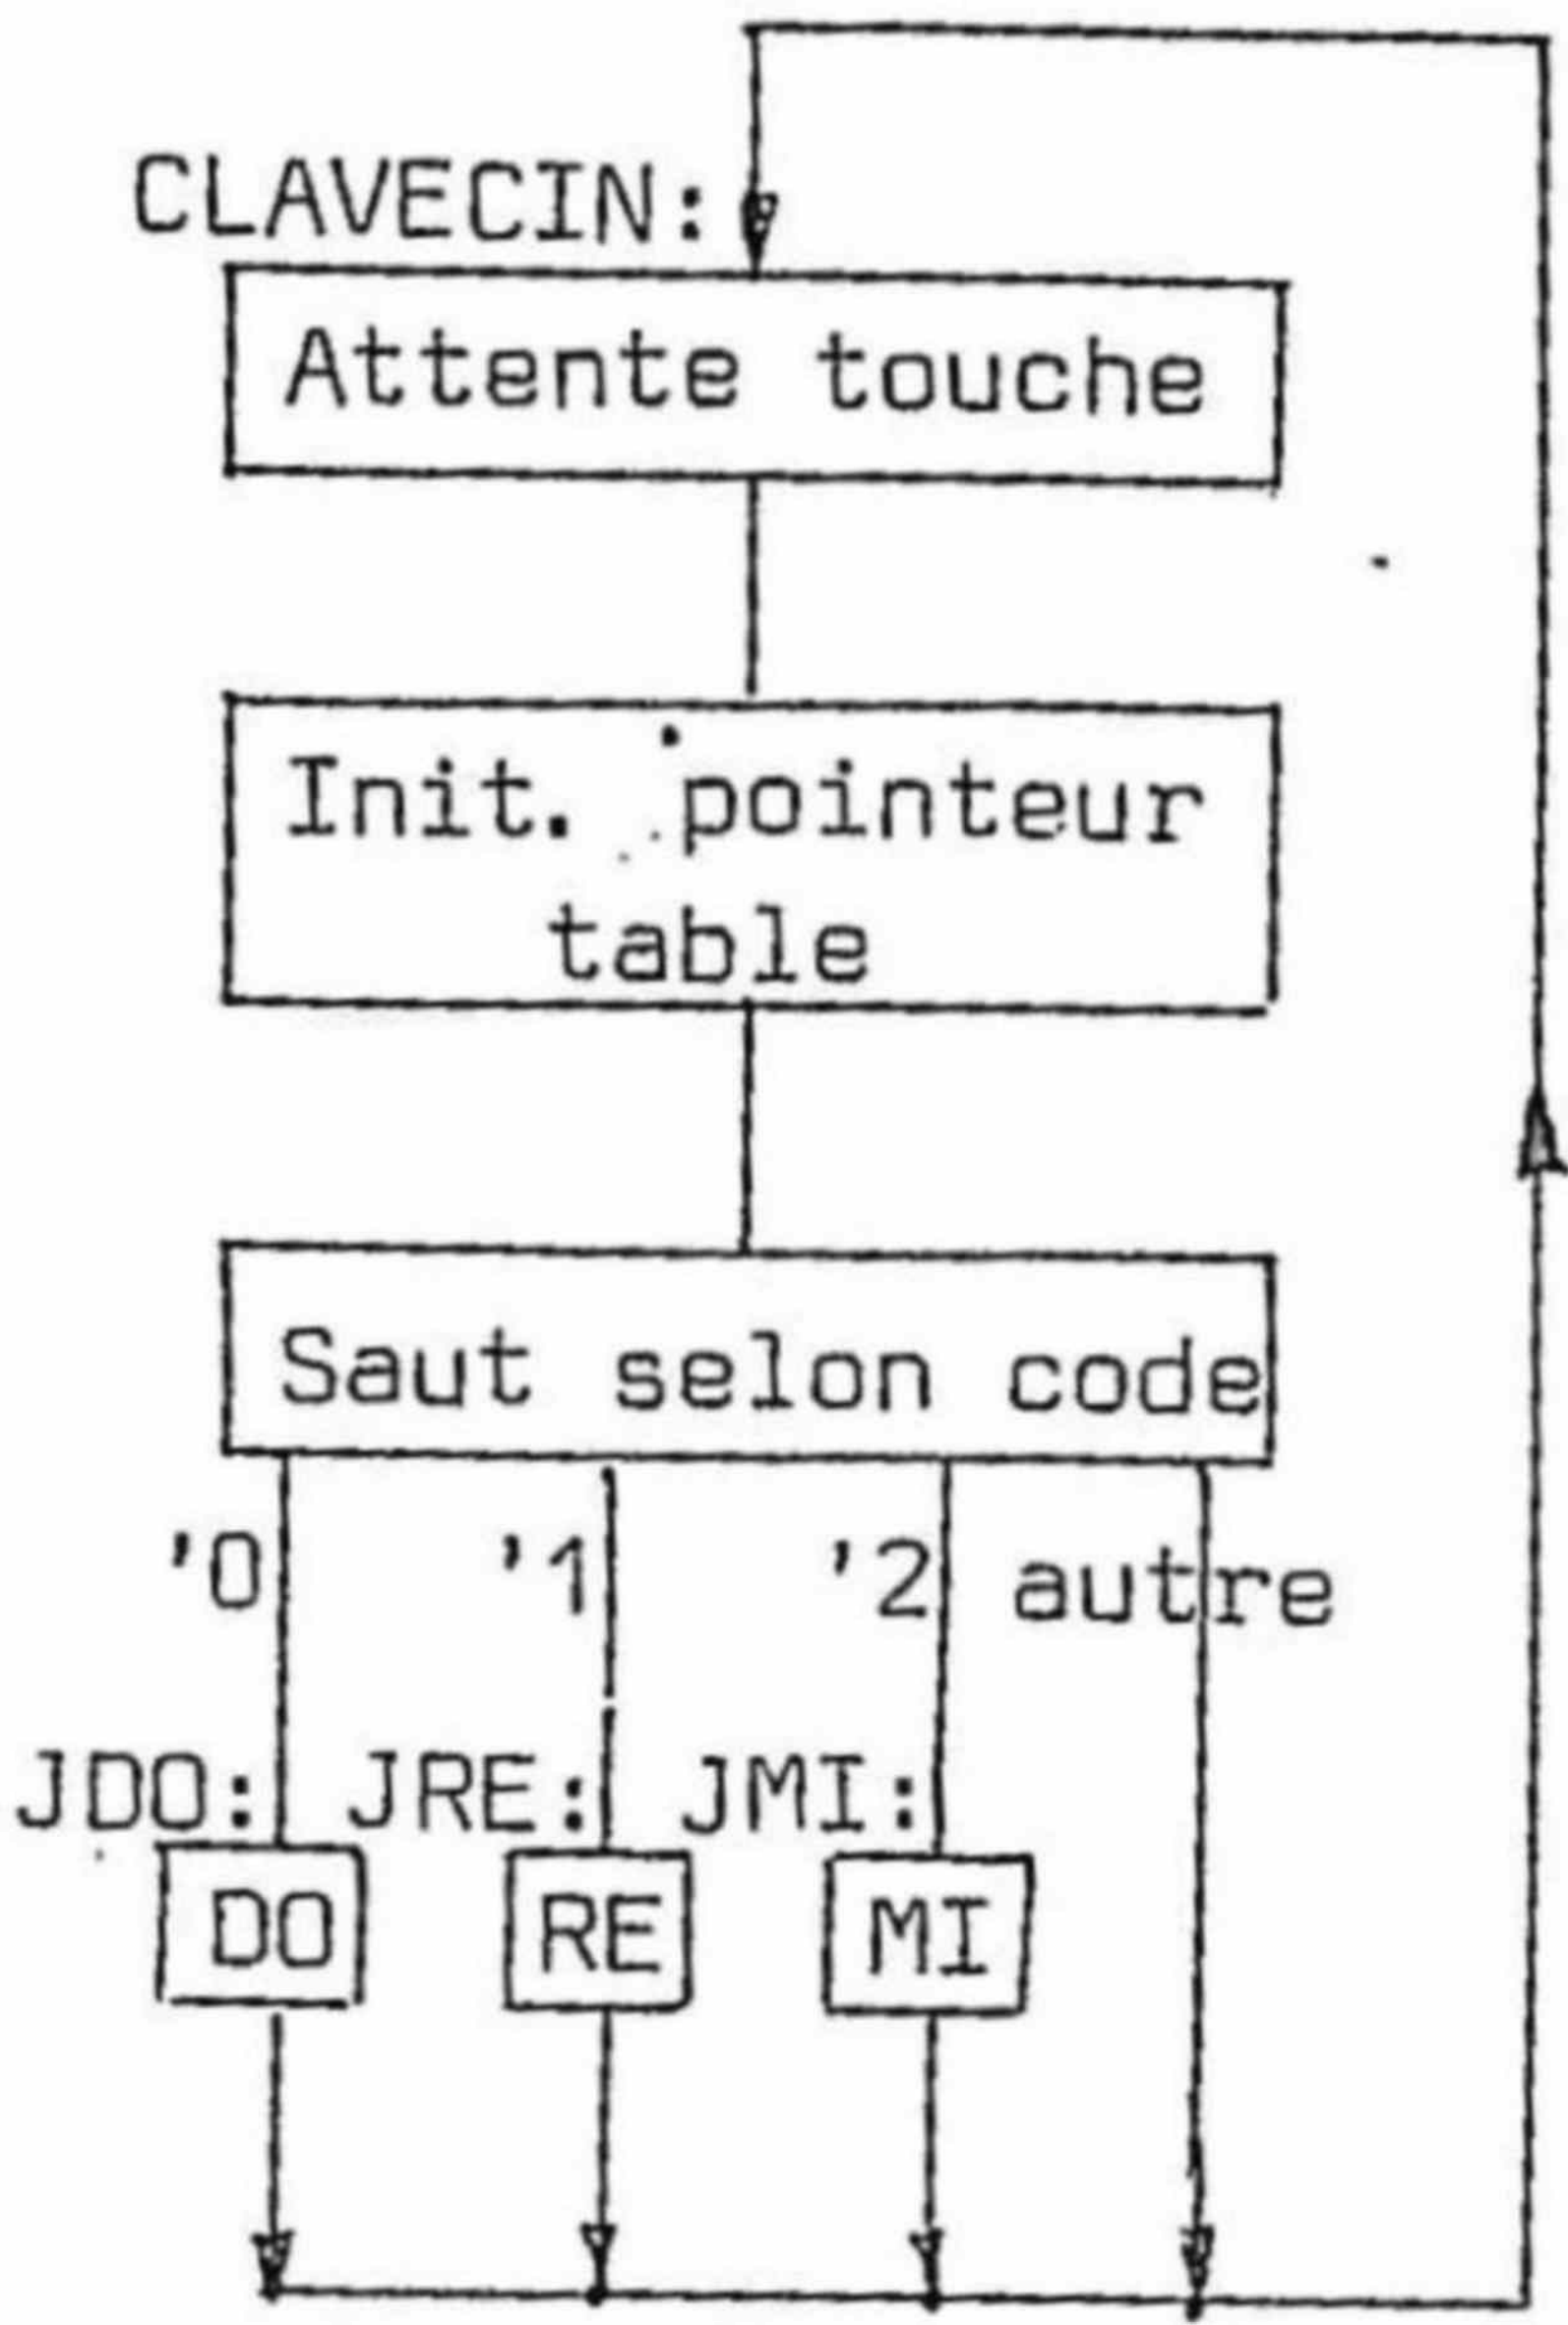 CLAVECIN:
Attente touche
Init. pointeur
table
Saut selon code
'0 '1 '2 autre
JDO: JRE: JMI:
DO RE MI